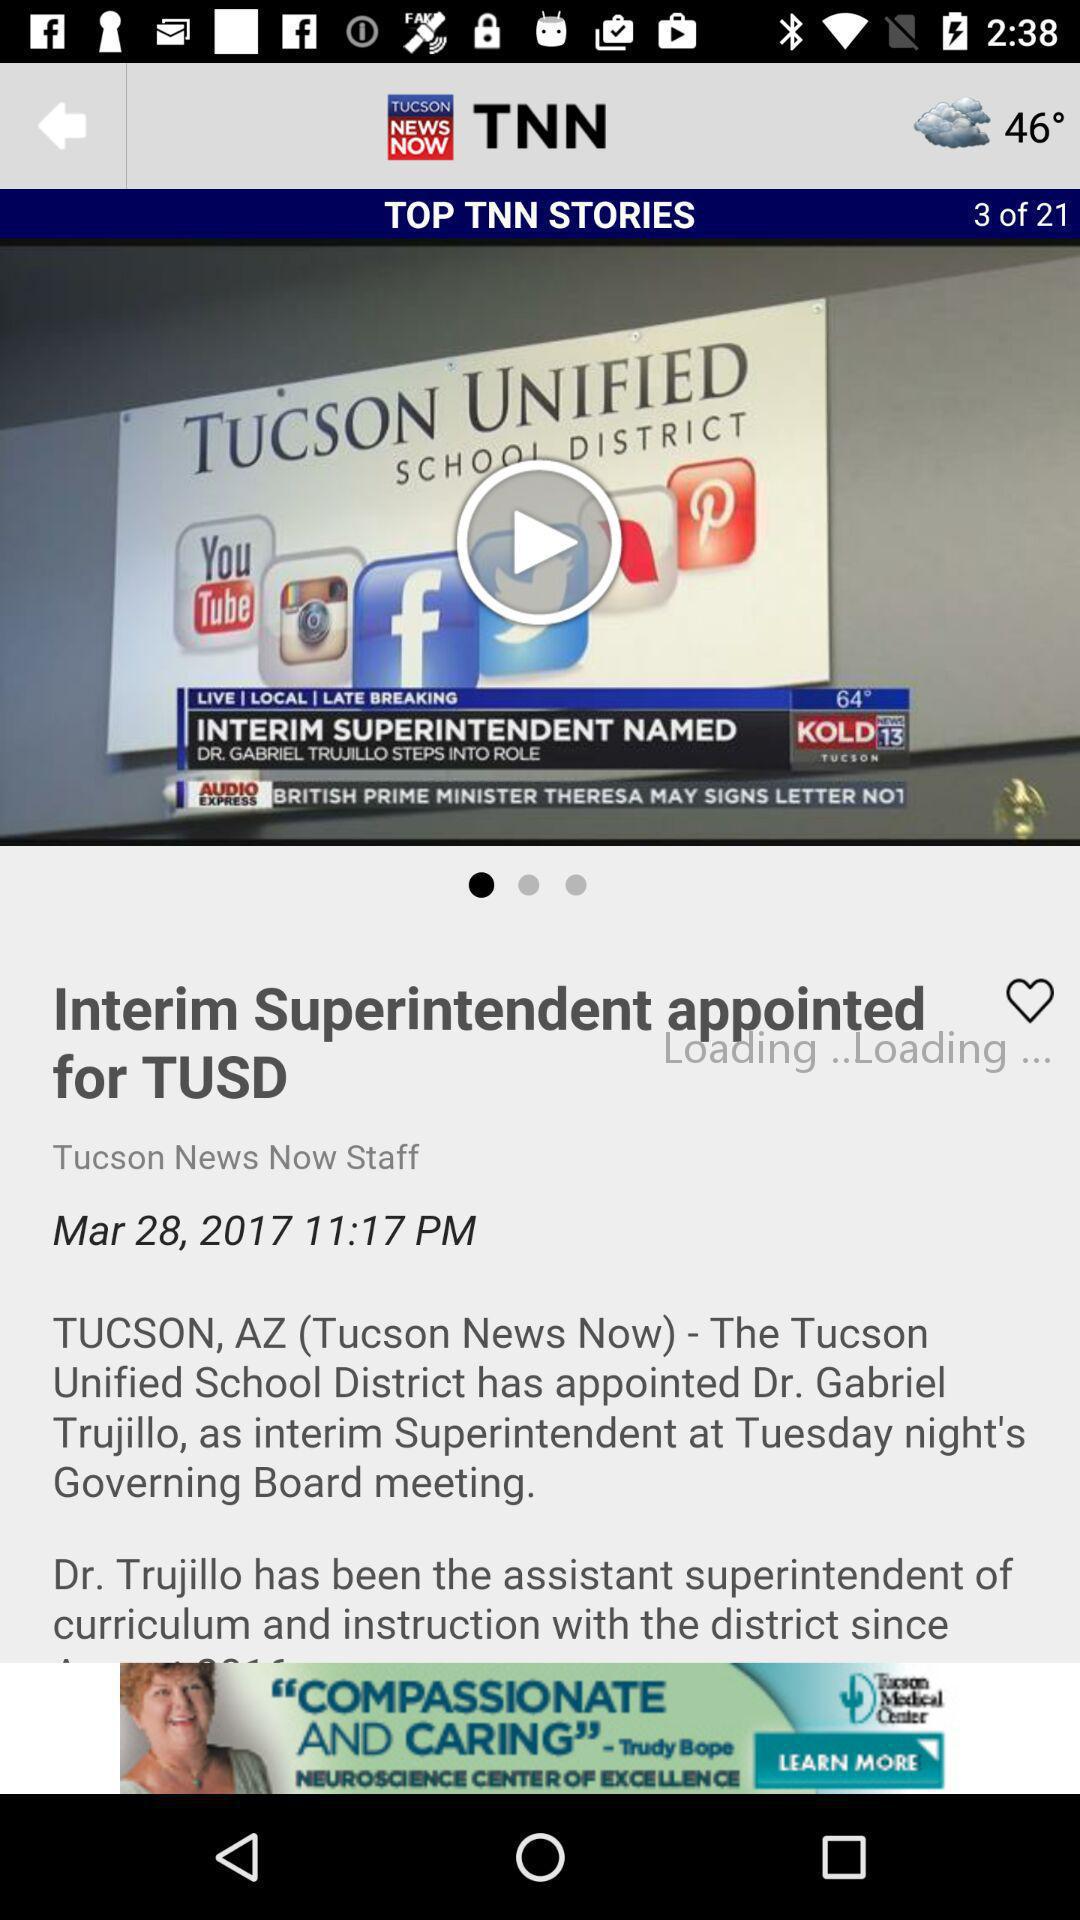 FAKE
2:38
TUCSON
NEWS
NOW
TNN
46°
TOP TNN STORIES
3 of 21
TUCSON UNIFIED
SCHOOL DISTRICT
You
Tube
LIVE | LOCAL | LATE BREAKING
64°
INTERIM SUPERINTENDENT NAMED
DR. GABRIEL TRUJILLO STEPS INTO ROLE
KOLD NEWS 13
TUCSON
AUDIO
EXPRESS
BRITISH PRIME MINISTER THERESA MAY SIGNS LETTER NOT
Interim Superintendent appointed
for TUSD
Loading ..Loading ...
Tucson News Now Staff
Mar 28, 2017 11:17 PM
TUCSON, AZ (Tucson News Now) - The Tucson
Unified School District has appointed Dr. Gabriel
Trujillo, as interim Superintendent at Tuesday night's
Governing Board meeting.
Dr. Trujillo has been the assistant superintendent of
curriculum and instruction with the district since
“COMPASSIONATE
AND CARING” - Trudy Bope
NEUROSCIENCE CENTER OF EXCELLENCE
Tucson
Medical
Center
LEARN MORE